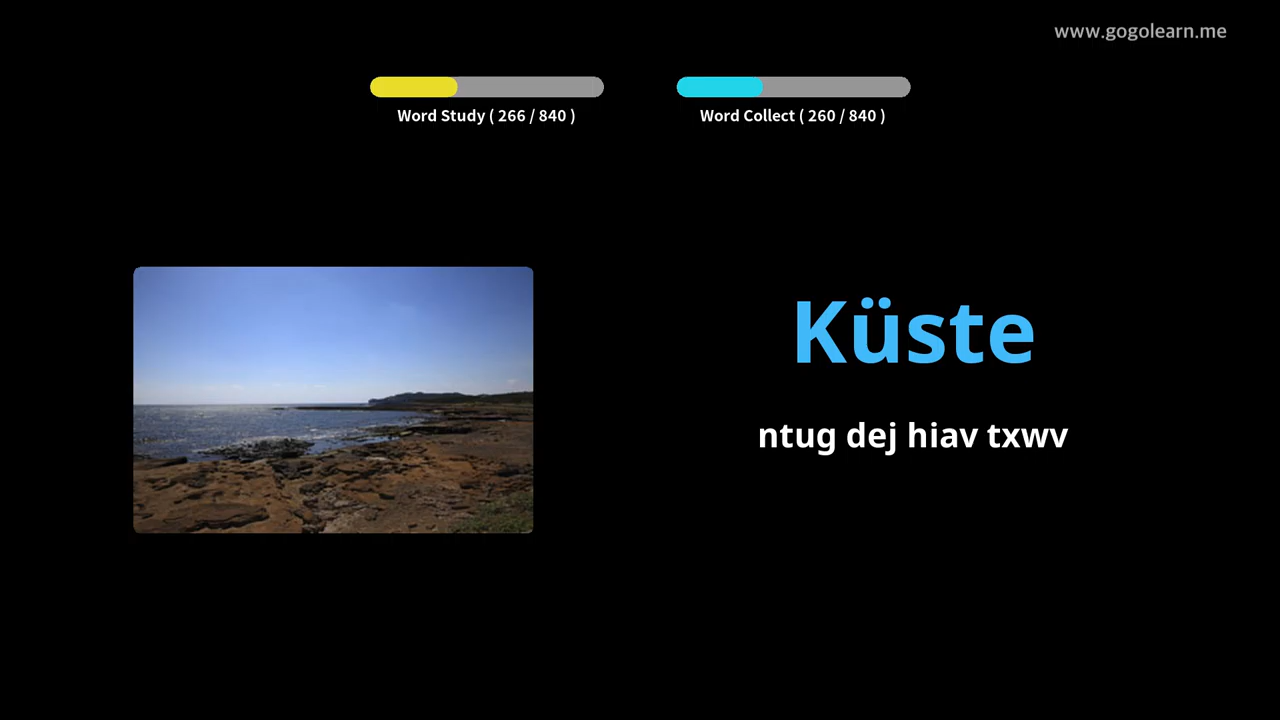 www.gogolearn.me
Word Study ( 266 / 840 )
Word Collect ( 260 / 840 )
Küste
ntug dej hiav txwv